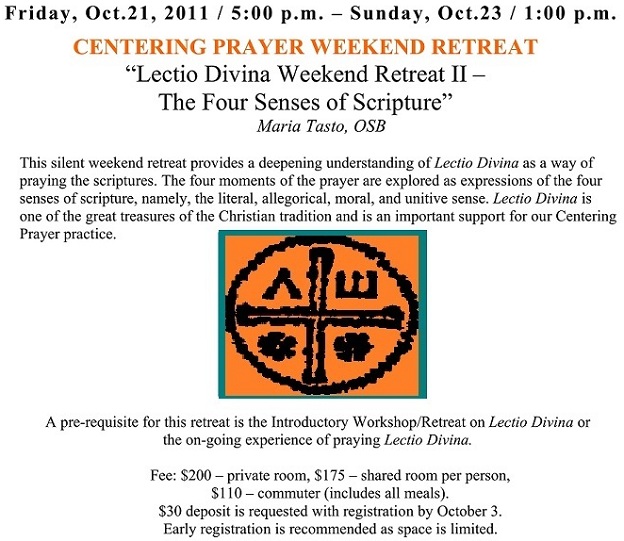 Friday, Oct.21, 2011 / 5:00 p.m. – Sunday, Oct.23 / 1:00 p.m.
CENTERING PRAYER WEEKEND RETREAT
“Lectio Divina Weekend Retreat II –
The Four Senses of Scripture”
Maria Tasto, OSB
This silent weekend retreat provides a deepening understanding of Lectio Divina as a way of
praying the scriptures. The four moments of the prayer are explored as expressions of the four
senses of scripture, namely, the literal, allegorical, moral, and unitive sense. Lectio Divina is
one of the great treasures of the Christian tradition and is an important support for our Centering
Prayer practice.
Λ Ш
A pre-requisite for this retreat is the Introductory Workshop/Retreat on Lectio Divina or
the on-going experience of praying Lectio Divina.
Fee: $200 – private room, $175 – shared room per person,
$110 – commuter (includes all meals).
$30 deposit is requested with registration by October 3.
Early registration is recommended as space is limited.